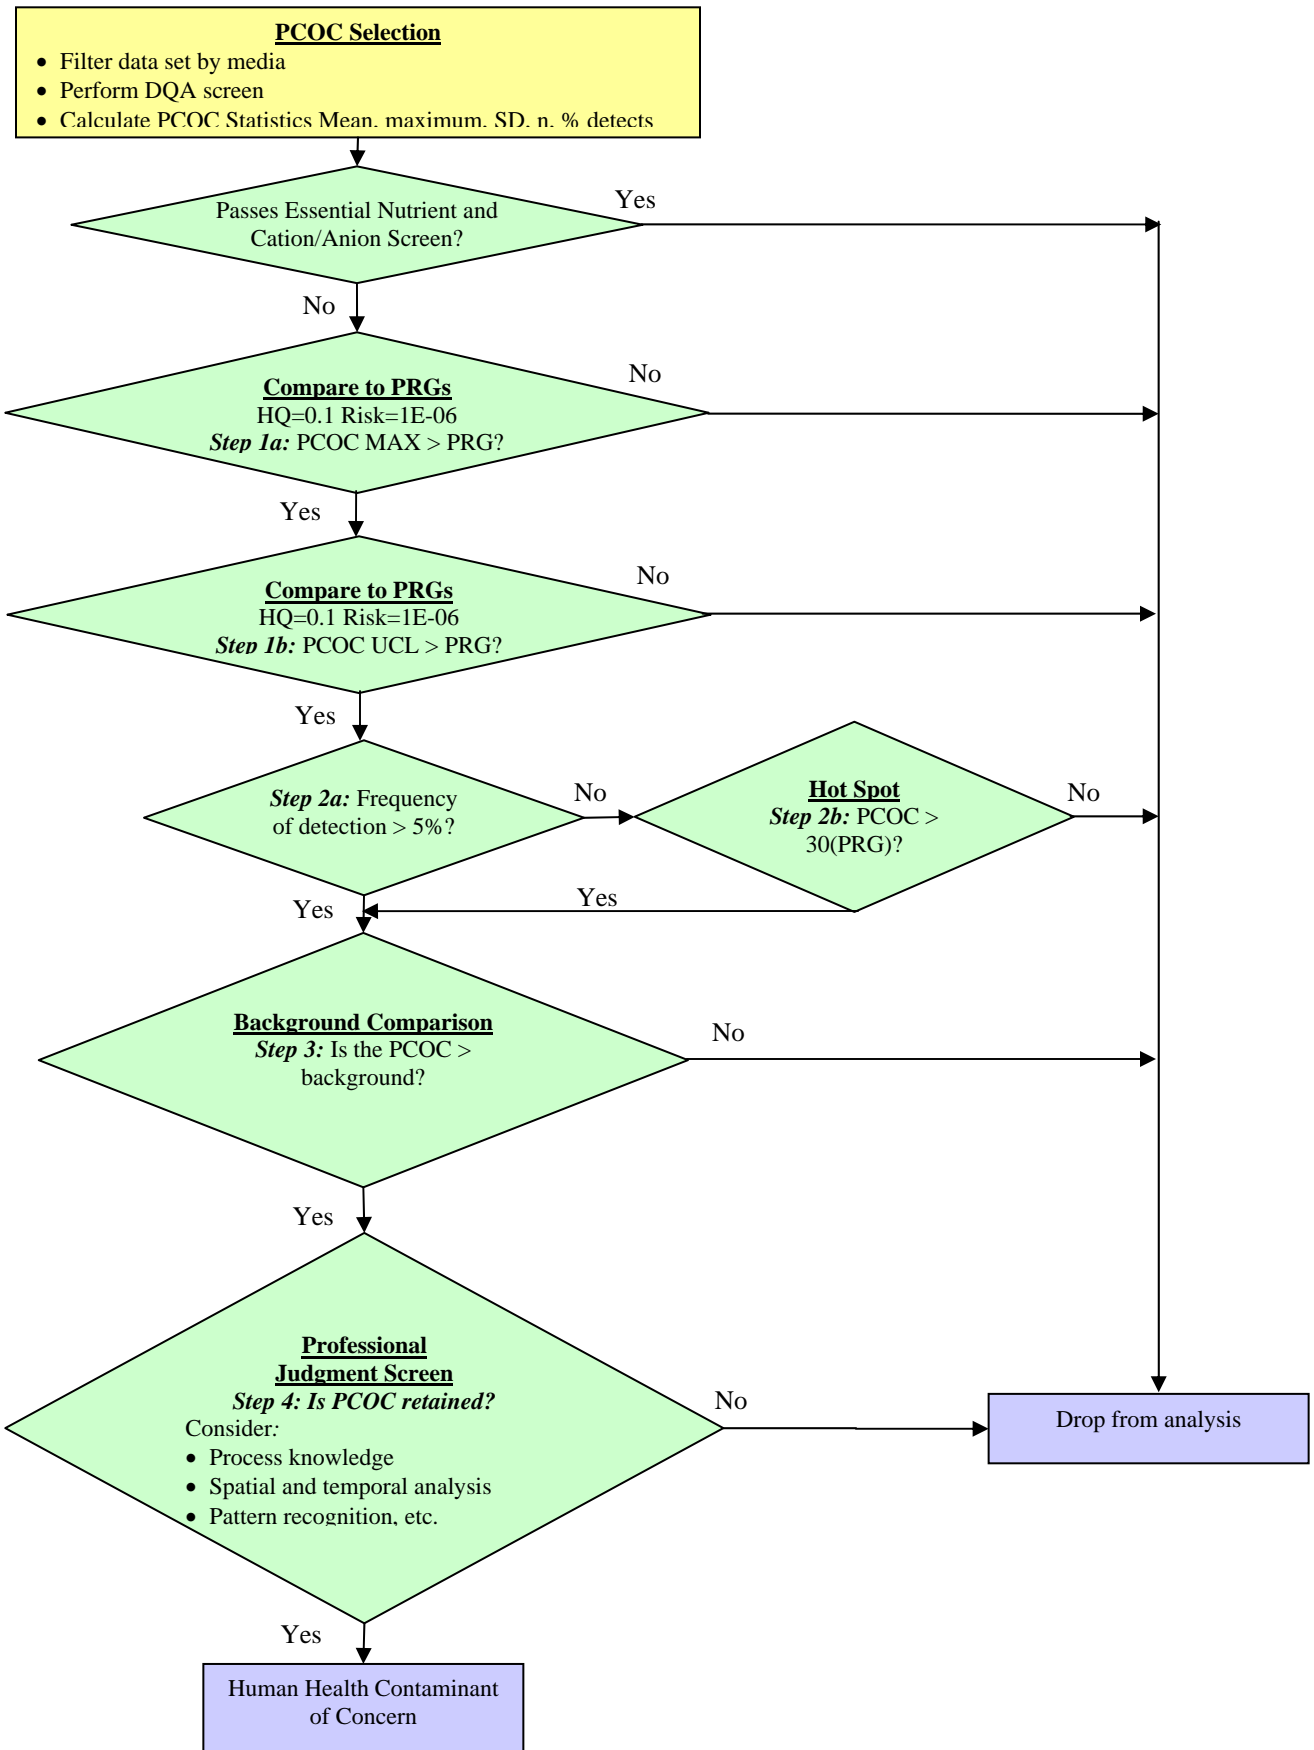 PCOC Selection
• Filter data set by media
• Perform DQA screen
• Calculate PCOC Statistics Mean, maximum, SD, n, % detects
Passes Essential Nutrient and
Cation/Anion Screen?
Yes
No
Compare to PRGs
HQ=0.1 Risk=1E-06
Step 1a: PCOC MAX > PRG?
No
Yes
Compare to PRGs
HQ=0.1 Risk=1E-06
Step 1b: PCOC UCL > PRG?
No
Yes
Step 2a: Frequency
of detection > 5%?
No
Hot Spot
Step 2b: PCOC >
30(PRG)?
No
Yes
Yes
Background Comparison
Step 3: Is the PCOC >
background?
No
Yes
Professional
Judgment Screen
Step 4: Is PCOC retained?
Consider:
• Process knowledge
• Spatial and temporal analysis
• Pattern recognition, etc.
No
Drop from analysis
Yes
Human Health Contaminant
of Concern